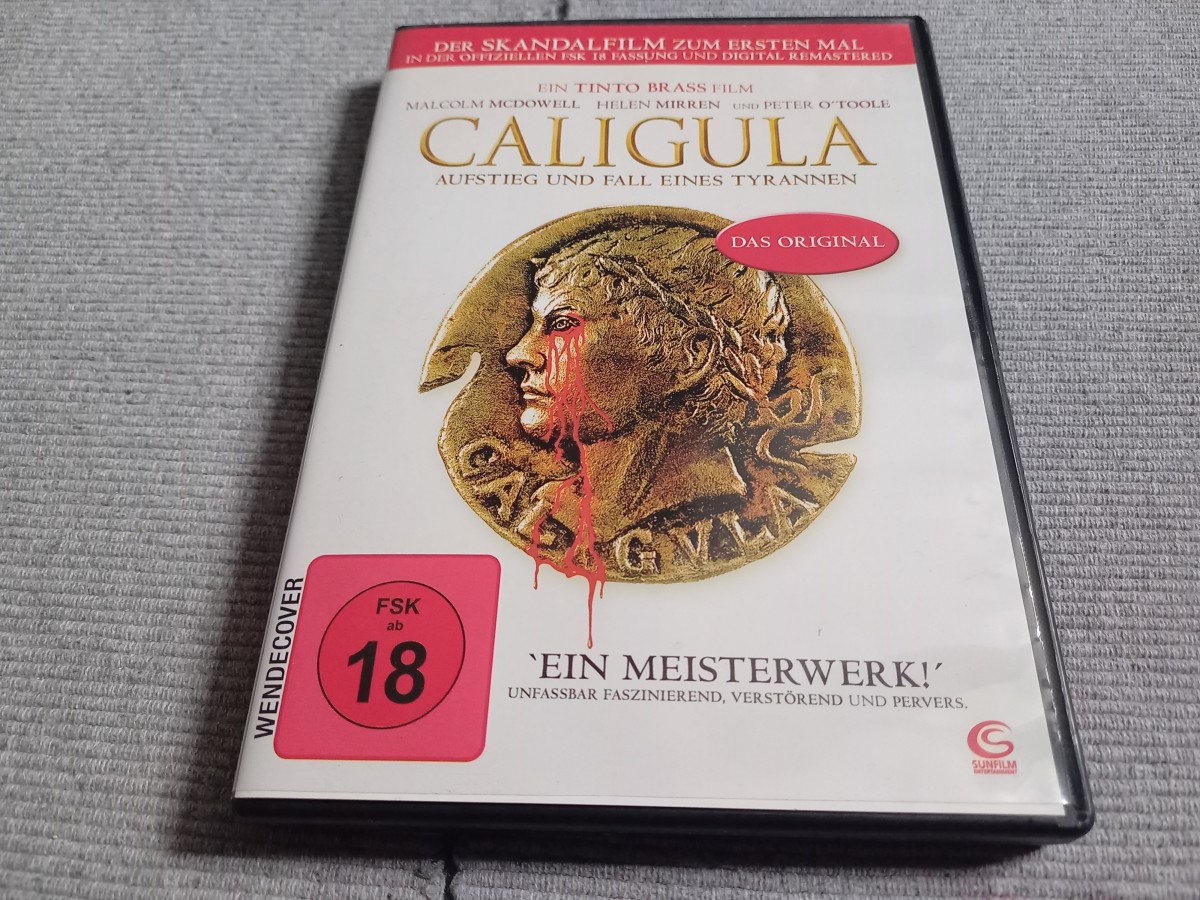 DER SKANDALFILM ZUM ERSTEN MAL
IN DER OFFIZIELLEN FSK 18 FASSUNG UND DIGITAL REMASTERED
EIN TINTO BRASS FILM
MALCOLM MCDOWELL HELEN MIRREN UND PETER O'TOOLE
CALIGULA
AUFSTIEG UND FALL EINES TYRANNEN
DAS ORIGINAL
GVLA
WENDECOVER
FSK
ab
18
`EIN MEISTERWERK!´
UNFASSBAR FASZINIEREND, VERSTÖREND UND PERVERS.
SUNFILM
ENTERTAINMENT